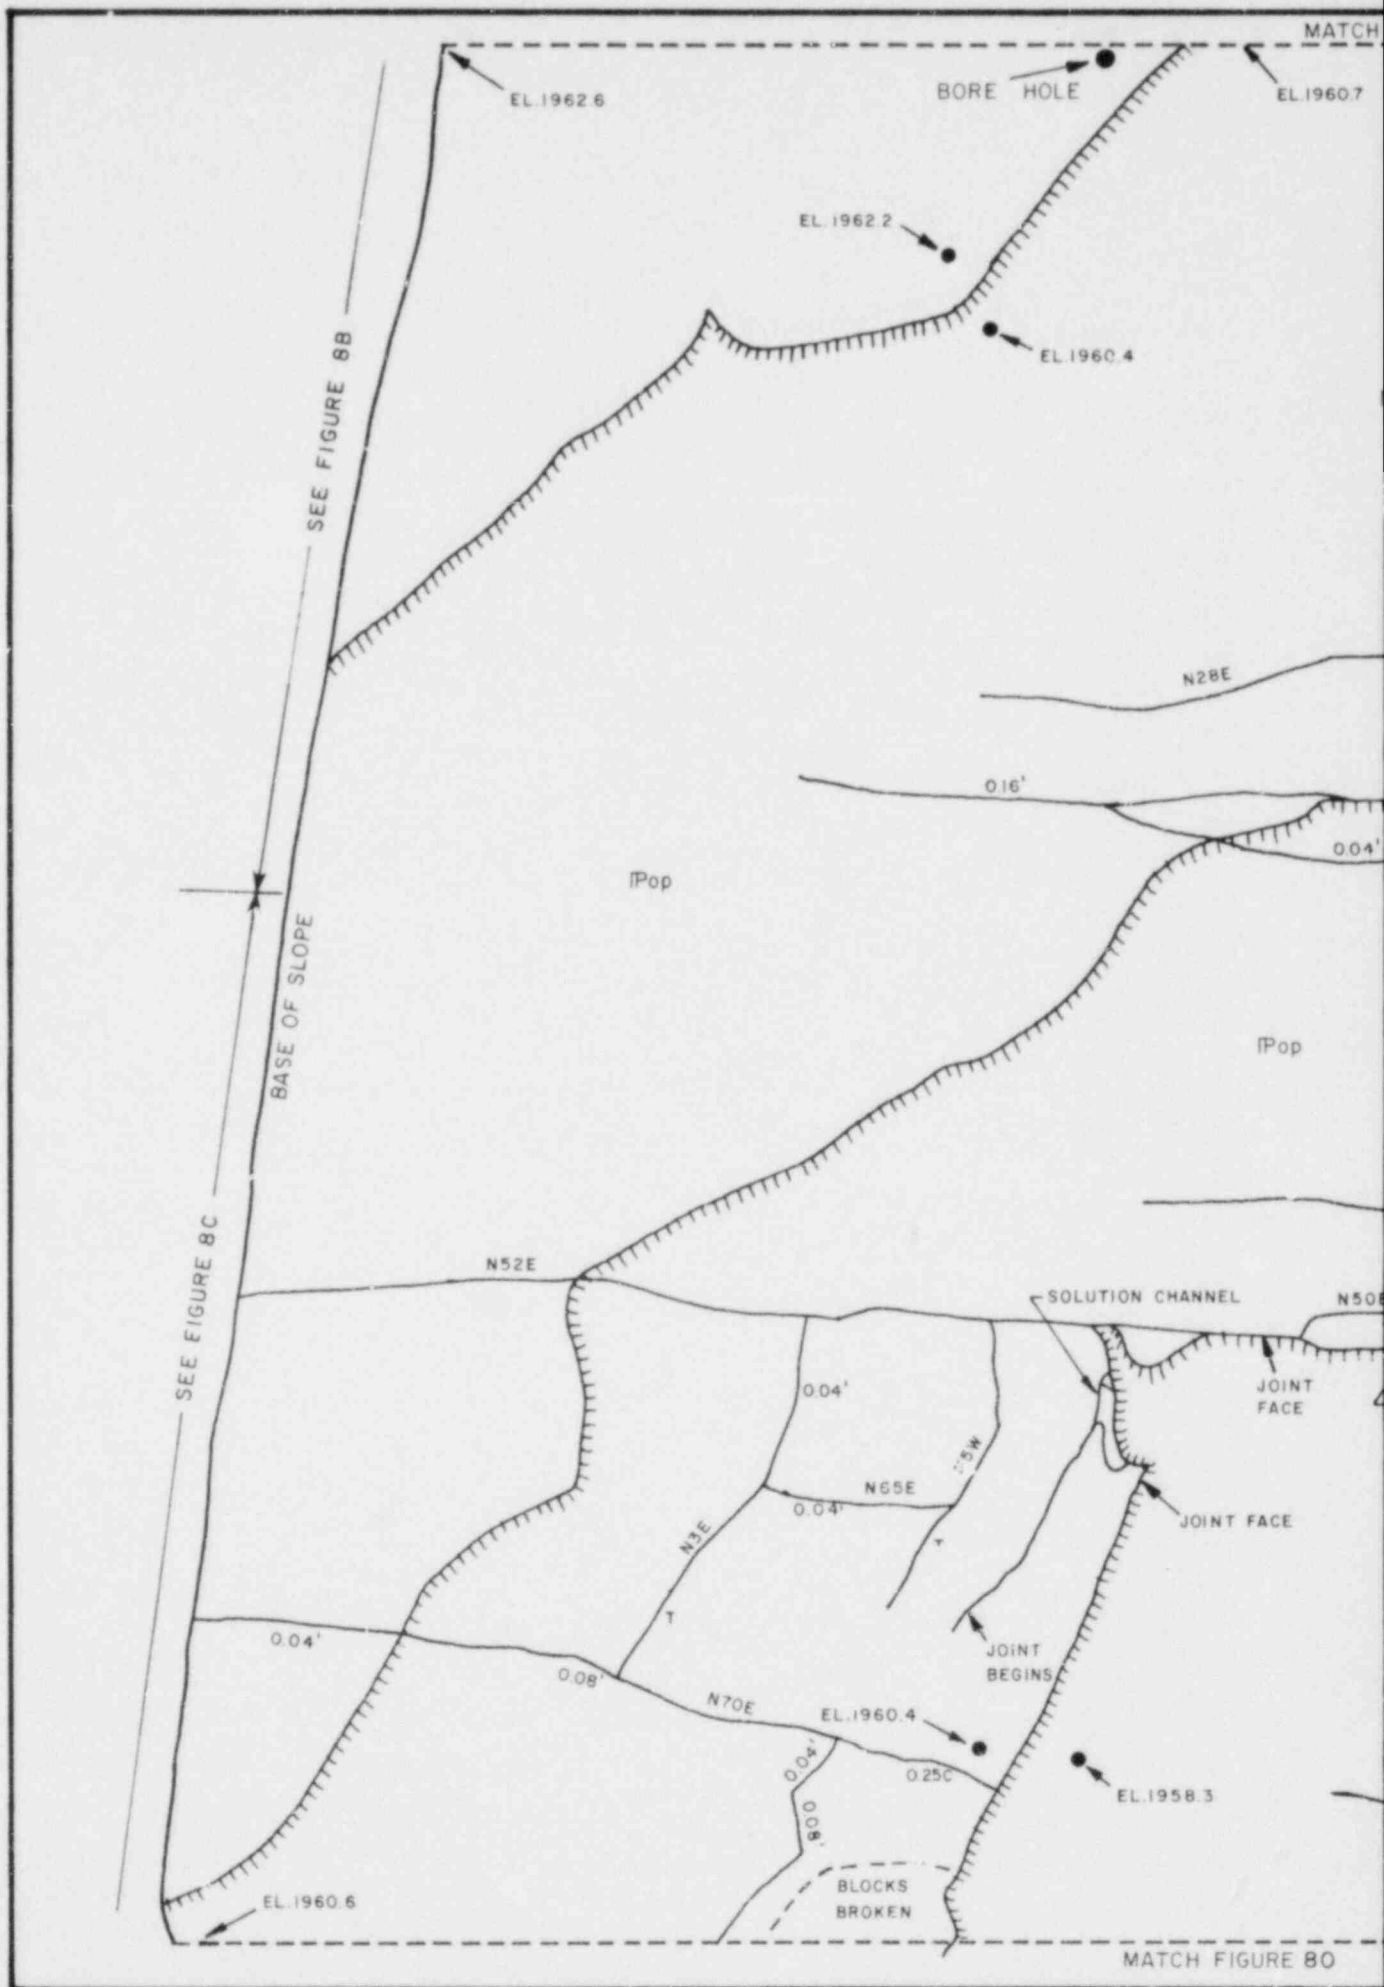 MATCH
EL.1962.6
BORE HOLE
EL.1960.7
EL.1962.2
EL.1960.4
SEE FIGURE 8B
N28E
0.16'
0.04'
ℙop
BASE OF SLOPE
ℙop
SEE FIGURE 8C
N52E
SOLUTION CHANNEL
N50E
0.04'
JOINT
FACE
N65E
0.04'
N3E
JOINT FACE
0.04'
0.08'
JOINT
BEGINS
N70E
EL.1960.4
0.04'
0.25C
0.08'
EL.1958.3
BLOCKS
BROKEN
EL.1960.6
MATCH FIGURE 8D